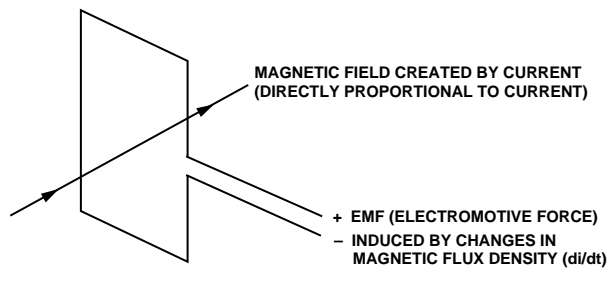 MAGNETIC FIELD CREATED BY CURRENT
(DIRECTLY PROPORTIONAL TO CURRENT)
+ EMF (ELECTROMOTIVE FORCE)
– INDUCED BY CHANGES IN
MAGNETIC FLUX DENSITY (di/dt)